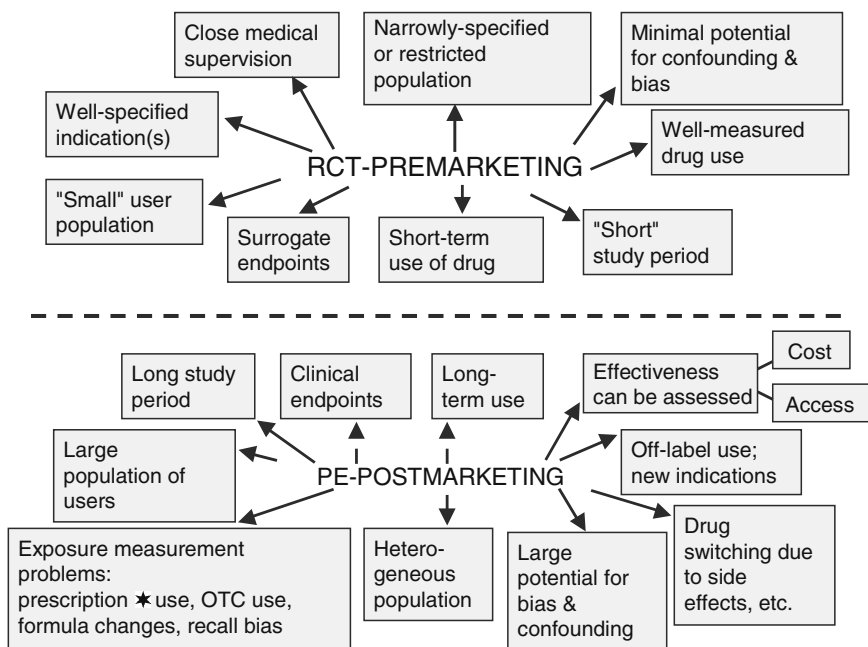 Close medical
supervision
Narrowly-specified
or restricted
population
Minimal potential
for confounding &
bias
Well-specified
indication(s)
RCT-PREMARKETING
Well-measured
drug use
"Small" user
population
Surrogate
endpoints
Short-term
use of drug
"Short"
study period
Long study
period
Clinical
endpoints
Long-
term use
Effectiveness
can be assessed
Cost
Access
Large
population of
users
PE-POSTMARKETING
Off-label use;
new indications
Exposure measurement
problems:
prescription ✶ use, OTC use,
formula changes, recall bias
Hetero-
geneous
population
Large
potential for
bias &
confounding
Drug
switching due
to side
effects, etc.